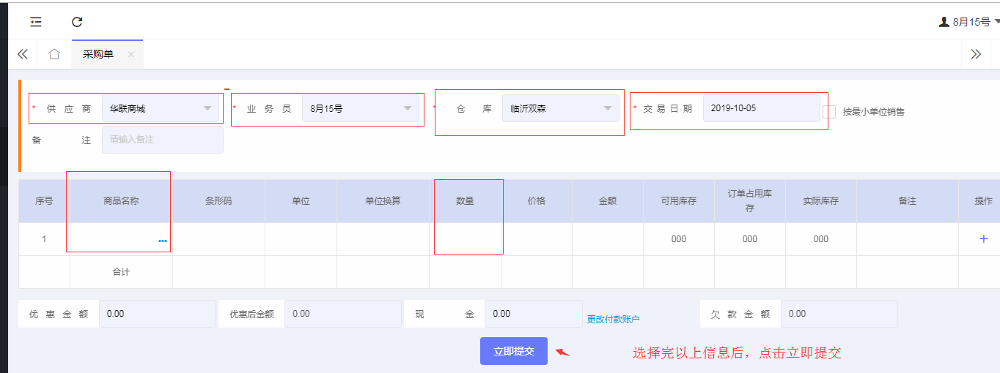 8月15号
采购单 ×
* 供应商 华联商城 * 业务员 8月15号 * 仓库 临沂双森 * 交易日期 2019-10-05 按最小单位销售
备注 请输入备注
序号 商品名称 条形码 单位 单位换算 数量 价格 金额 可用库存 订单占用库存 实际库存 备注 操作
1 ... 000 000 000 +
合计
优惠金额 0.00 优惠后金额 0.00 现金 0.00 更改付款账户 欠款金额 0.00
立即提交 选择完以上信息后，点击立即提交